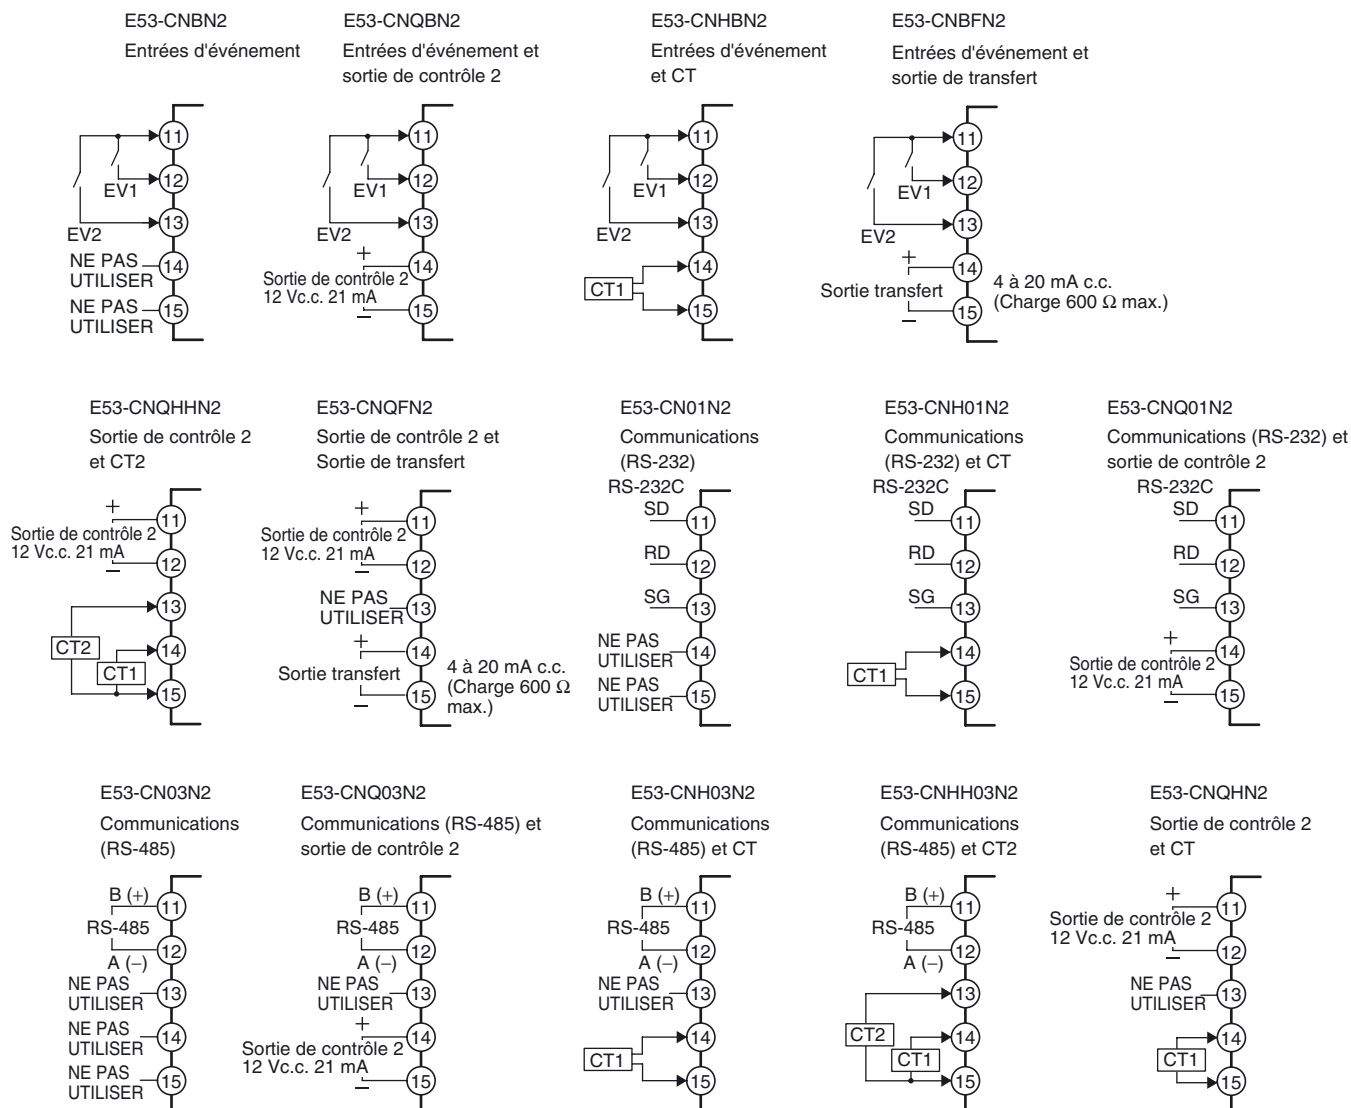 E53-CNBN2
Entrées d'événement
11
12
EV1
13
EV2
NE PAS
UTILISER
14
NE PAS
UTILISER
15
E53-CNQBN2
Entrées d'événement et
sortie de contrôle 2
11
12
EV1
13
EV2
+
14
Sortie de contrôle 2
12 Vc.c. 21 mA
–
15
E53-CNHBN2
Entrées d'événement
et CT
11
12
EV1
13
EV2
14
CT1
15
E53-CNBFN2
Entrées d'événement et
sortie de transfert
11
12
EV1
13
EV2
+
14
Sortie transfert
–
15
4 à 20 mA c.c.
(Charge 600 Ω max.)
E53-CNQHHN2
Sortie de contrôle 2
et CT2
+
11
Sortie de contrôle 2
12 Vc.c. 21 mA
–
12
13
CT2
14
CT1
15
E53-CNQFN2
Sortie de contrôle 2 et
Sortie de transfert
+
11
Sortie de contrôle 2
12 Vc.c. 21 mA
–
12
NE PAS
UTILISER
13
+
14
Sortie transfert
–
15
4 à 20 mA c.c.
(Charge 600 Ω
max.)
E53-CN01N2
Communications
(RS-232)
RS-232C
SD
11
RD
12
SG
13
NE PAS
UTILISER
14
NE PAS
UTILISER
15
E53-CNH01N2
Communications
(RS-232) et CT
RS-232C
SD
11
RD
12
SG
13
14
CT1
15
E53-CNQ01N2
Communications (RS-232) et
sortie de contrôle 2
RS-232C
SD
11
RD
12
SG
13
+
14
Sortie de contrôle 2
12 Vc.c. 21 mA
–
15
E53-CN03N2
Communications
(RS-485)
B (+)
11
RS-485
12
A (–)
NE PAS
UTILISER
13
NE PAS
UTILISER
14
NE PAS
UTILISER
15
E53-CNQ03N2
Communications (RS-485) et
sortie de contrôle 2
B (+)
11
RS-485
12
A (–)
NE PAS
UTILISER
13
+
14
Sortie de contrôle 2
12 Vc.c. 21 mA
–
15
E53-CNH03N2
Communications
(RS-485) et CT
B (+)
11
RS-485
12
A (–)
NE PAS
UTILISER
13
14
CT1
15
E53-CNHH03N2
Communications
(RS-485) et CT2
B (+)
11
RS-485
12
A (–)
13
CT2
14
CT1
15
E53-CNQHN2
Sortie de contrôle 2
et CT
+
11
Sortie de contrôle 2
12 Vc.c. 21 mA
–
12
NE PAS
UTILISER
13
14
CT1
15